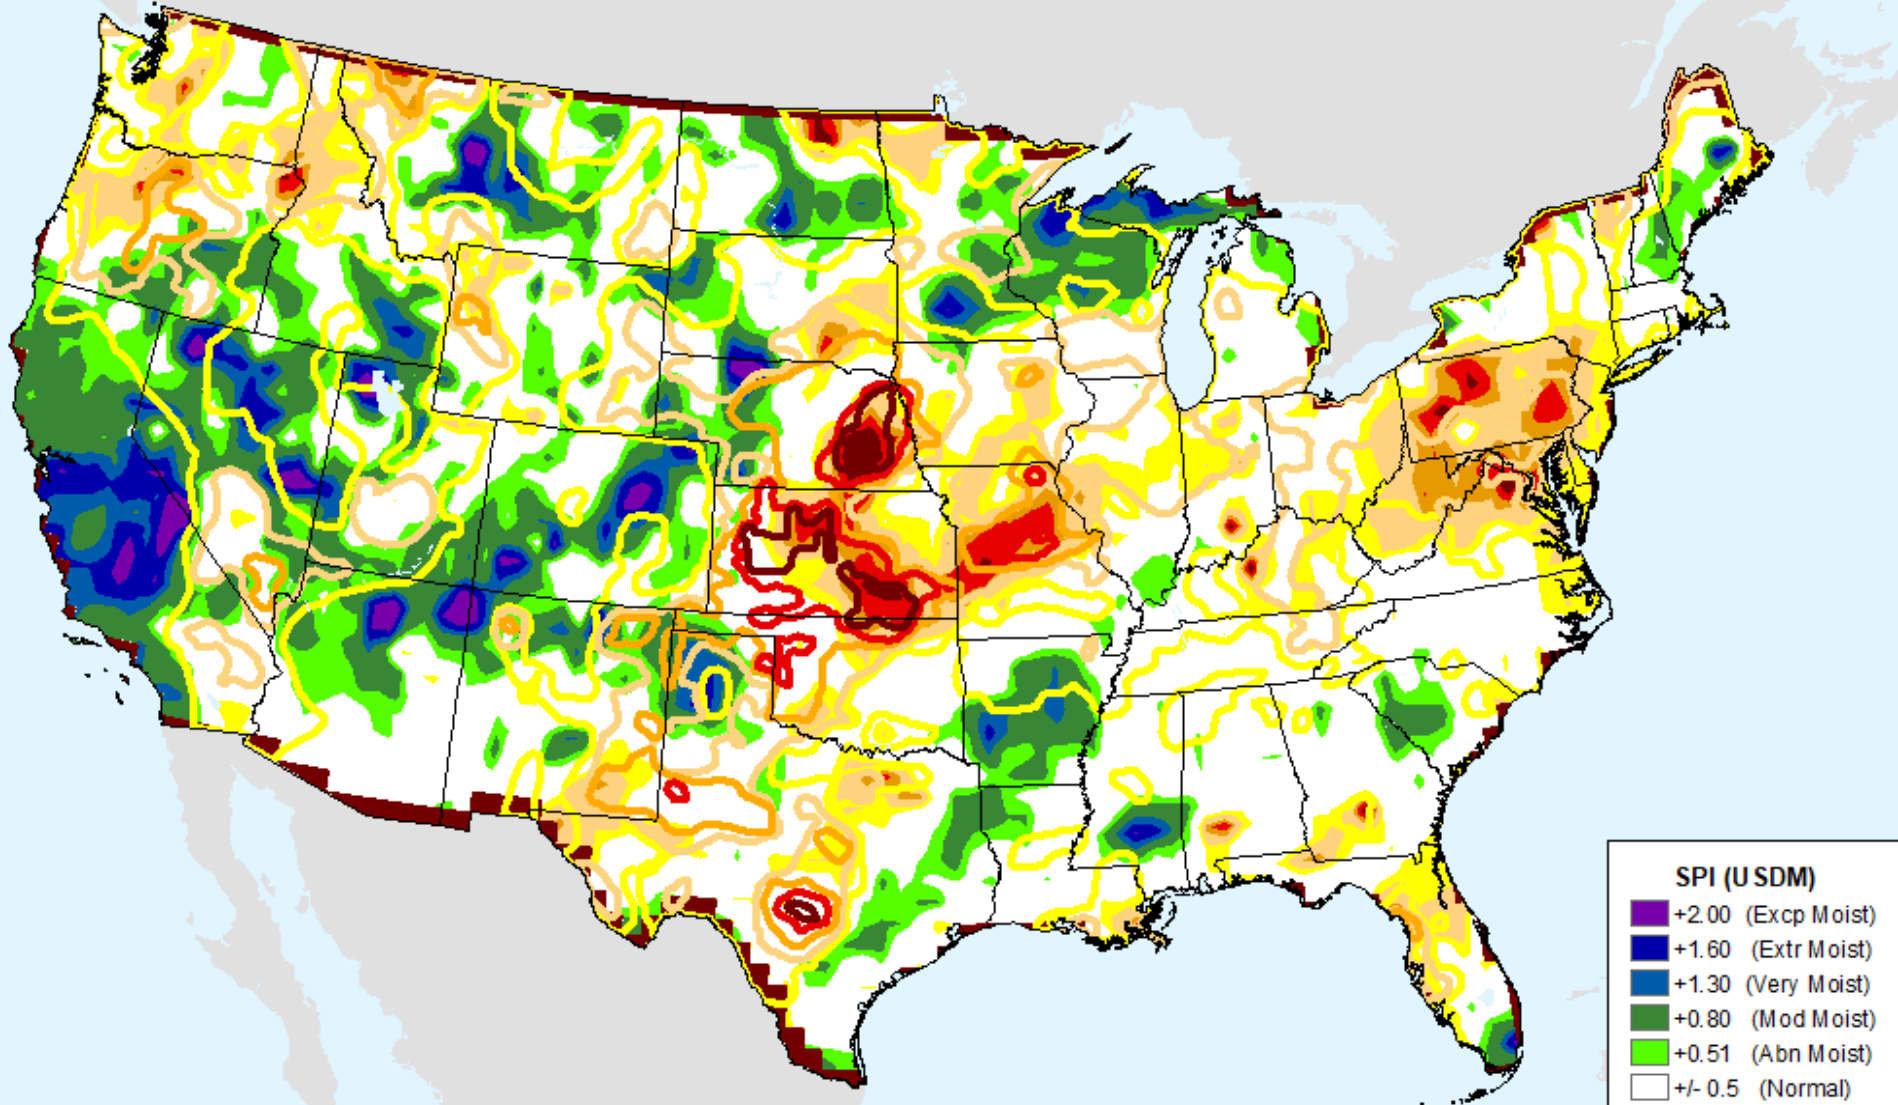 SPI (USDM)
+2.00 (Excp Moist)
+1.60 (Extr Moist)
+1.30 (Very Moist)
+0.80 (Mod Moist)
+0.51 (Abn Moist)
+/- 0.5 (Normal)